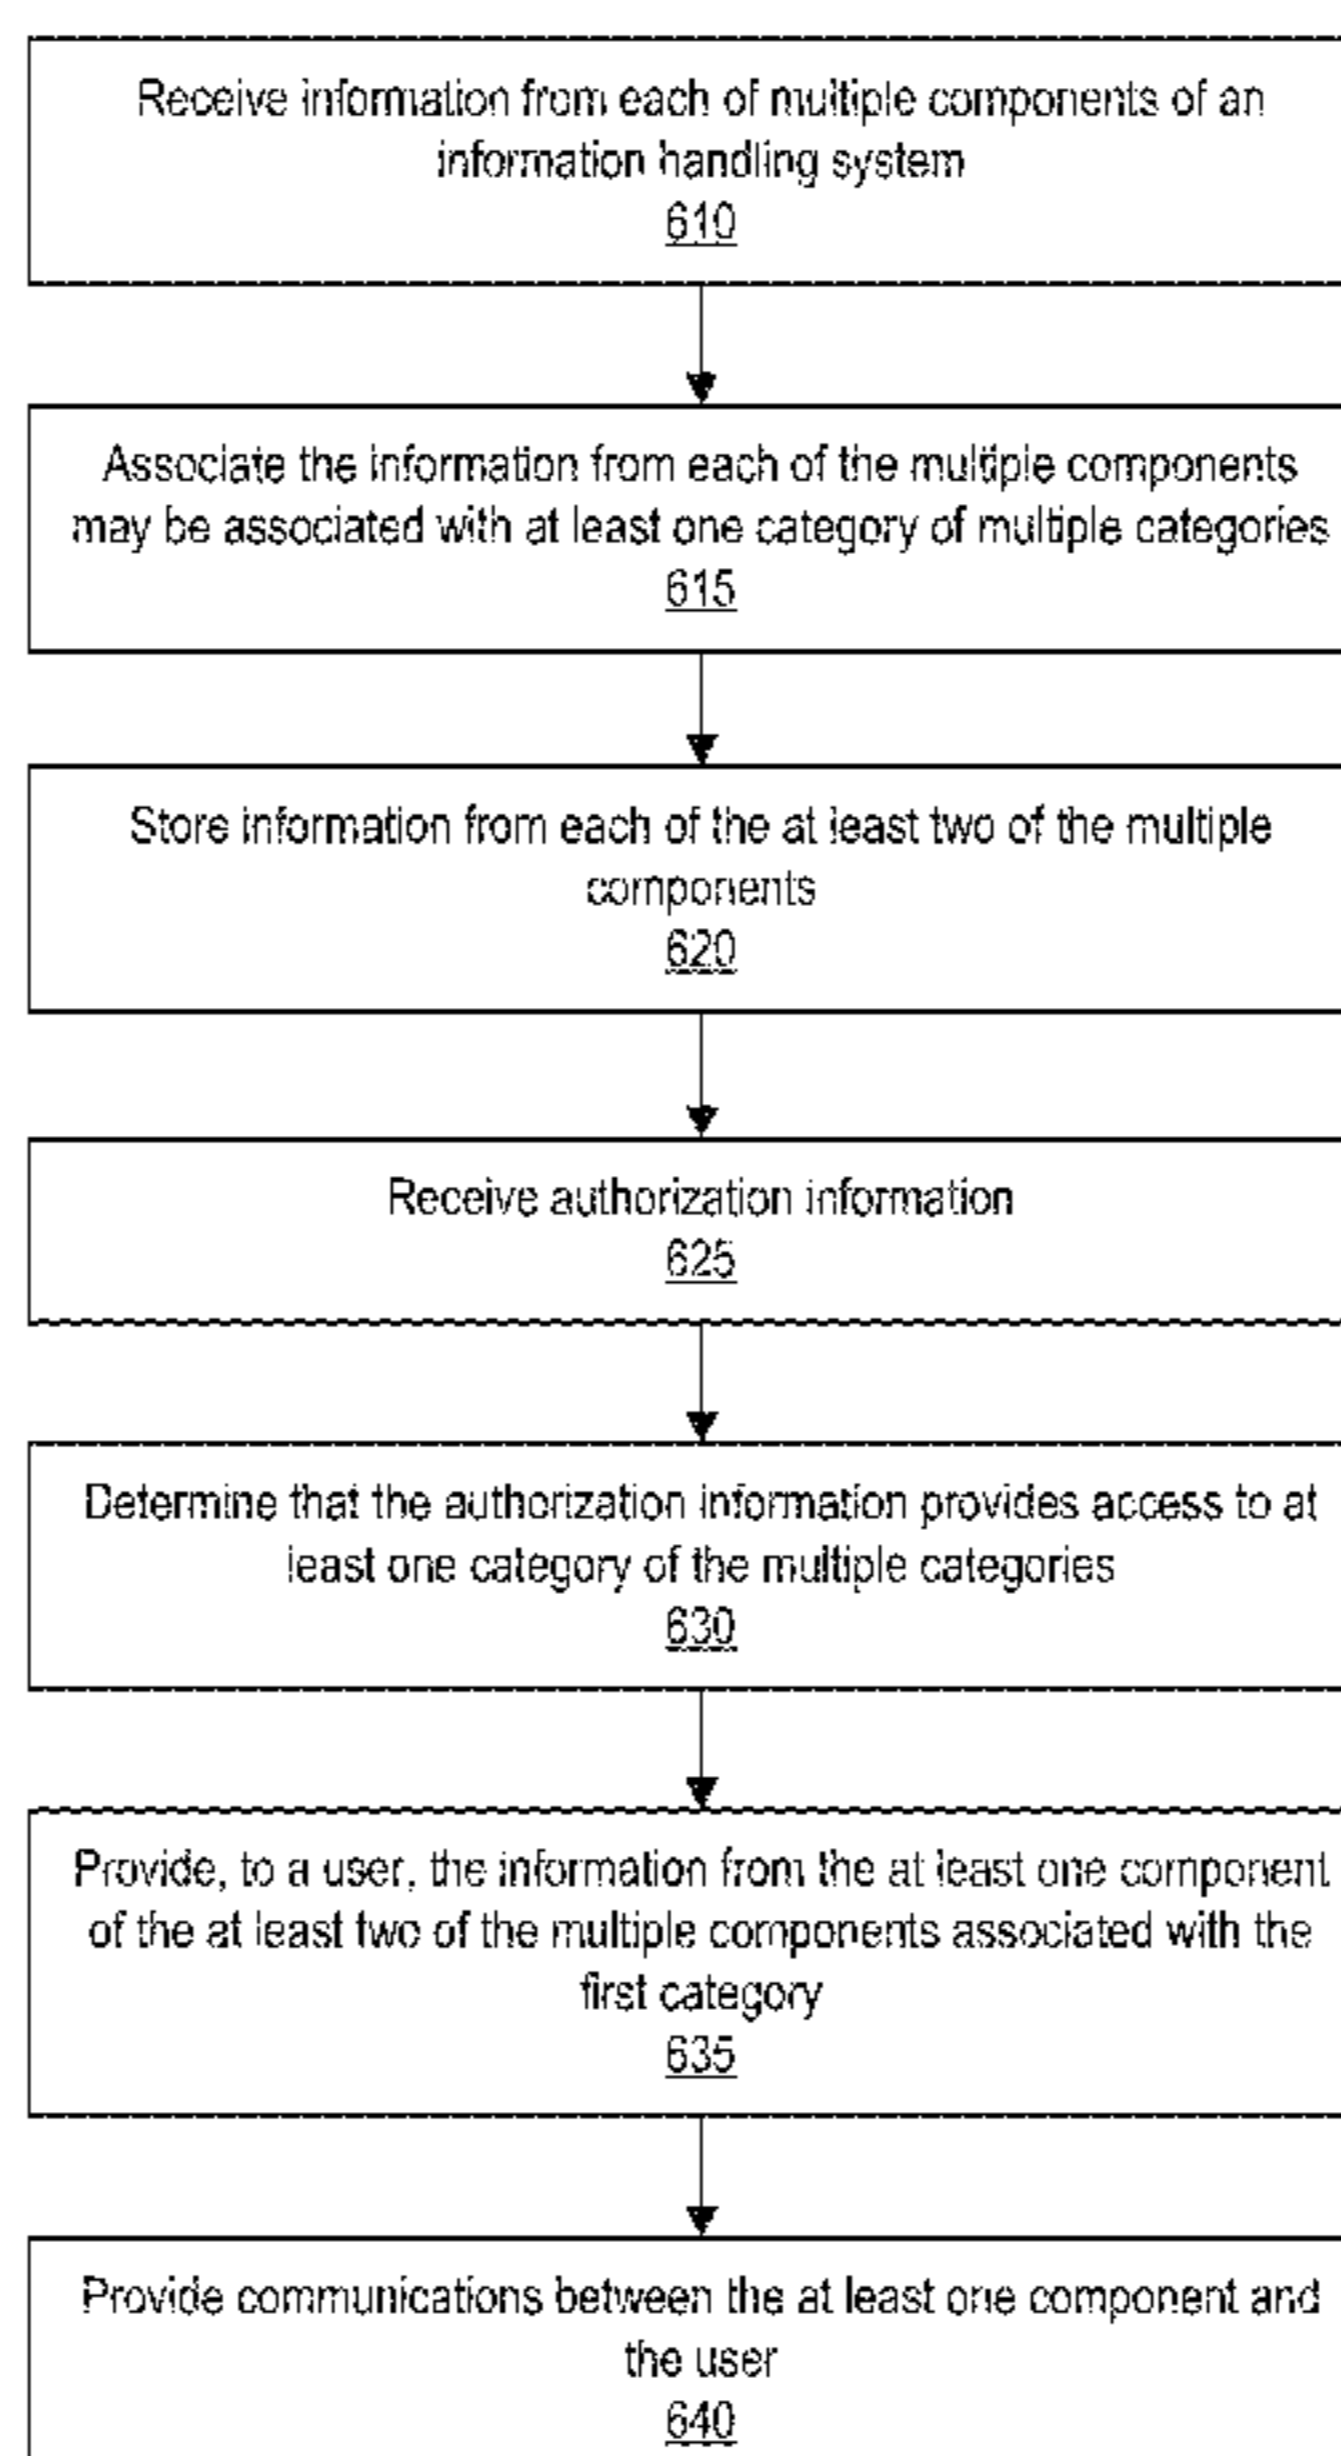 Receive information from each of multiple components of an
information handling system
610
Associate the information from each of the multiple components
may be associated with at least one category of multiple categories
615
Store information from each of the at least two of the multiple
components
620
Receive authorization information
625
Determine that the authorization information provides access to at
least one category of the multiple categories
630
Provide, to a user, the information from the at least one component
of the at least two of the multiple components associated with the
first category
635
Provide communications between the at least one component and
the user
640